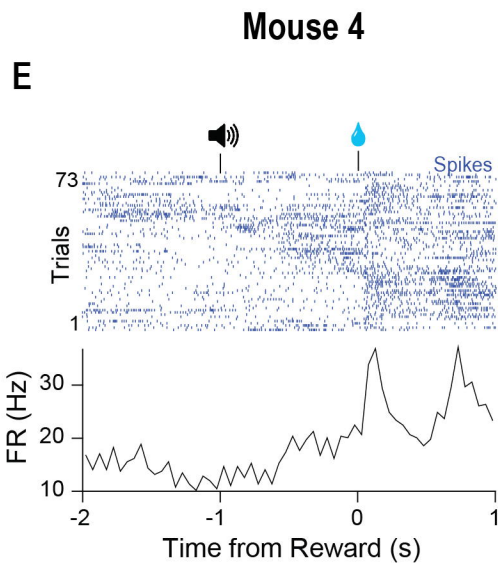 Mouse 4
E
Spikes
73
Trials
1
FR (Hz)
30
20
10
-2
-1
0
1
Time from Reward (s)